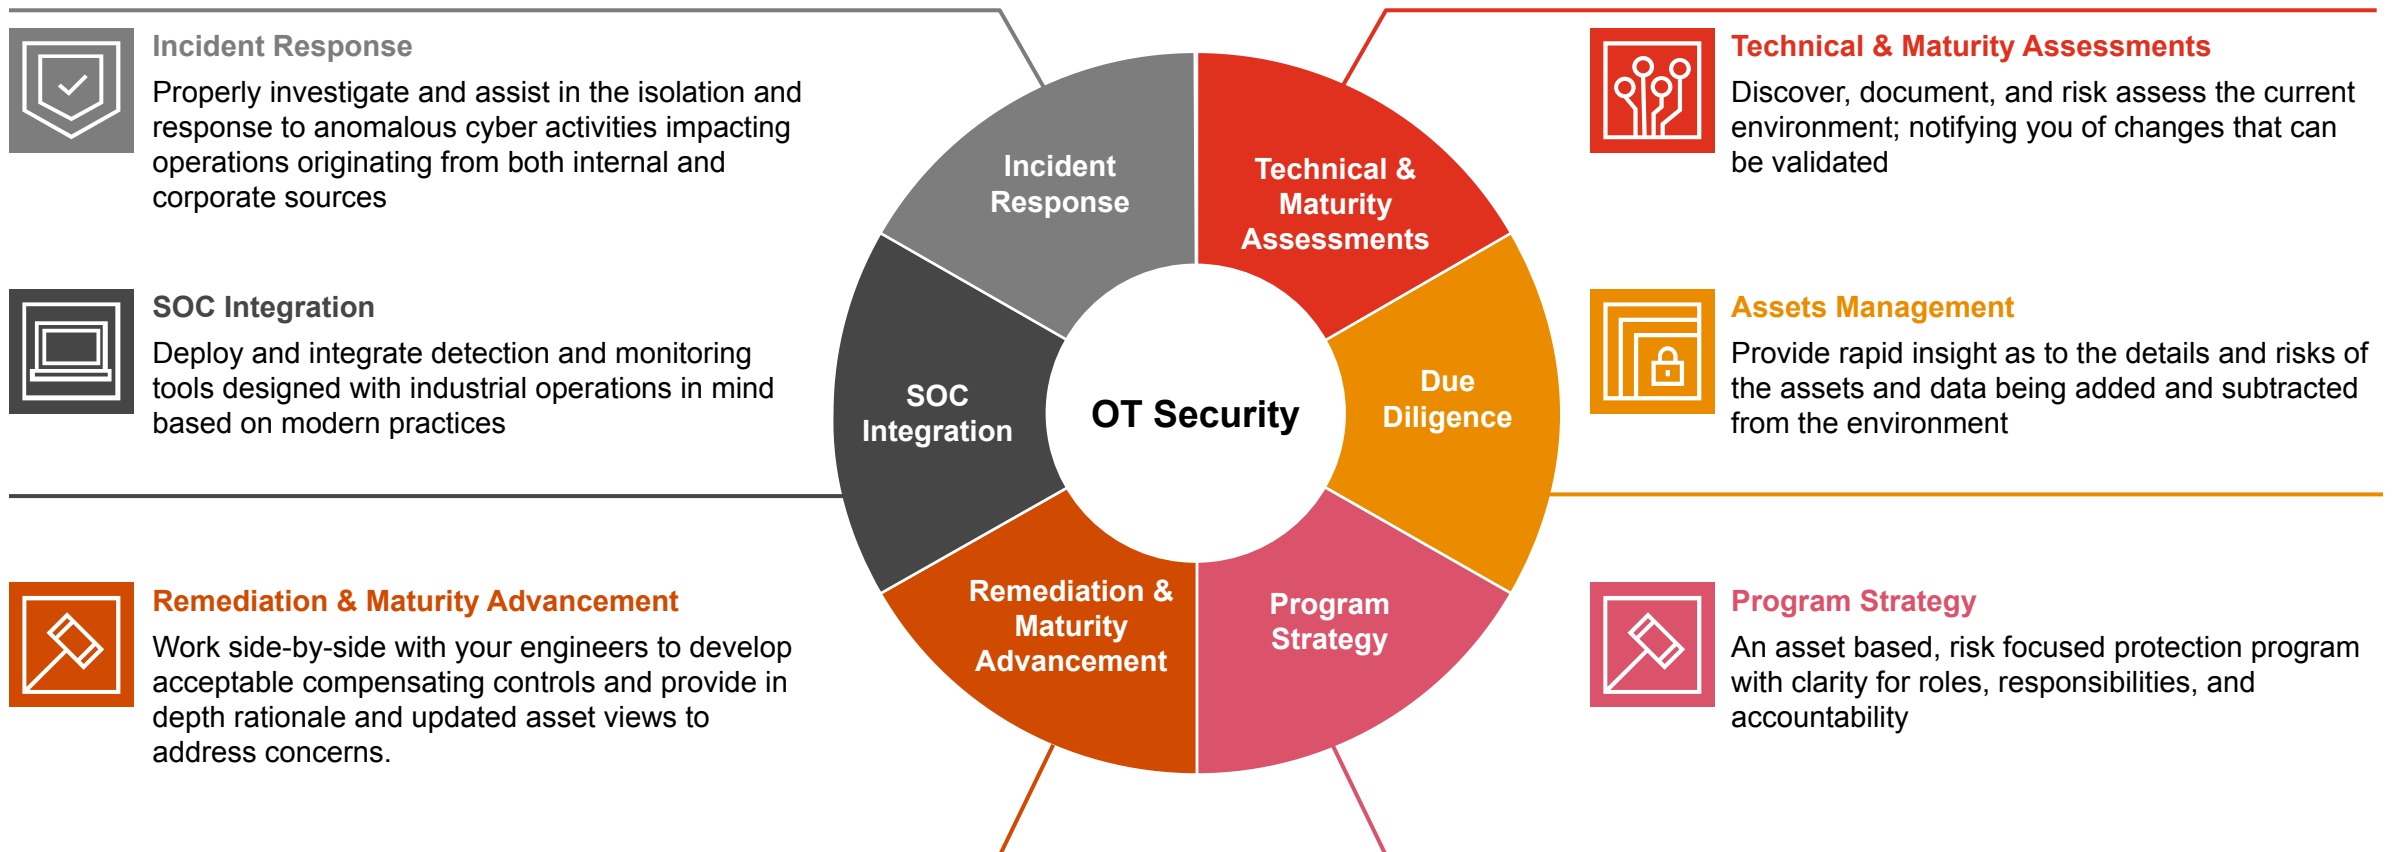 Incident Response
Properly investigate and assist in the isolation and
response to anomalous cyber activities impacting
operations originating from both internal and
corporate sources
SOC Integration
Deploy and integrate detection and monitoring
tools designed with industrial operations in mind
based on modern practices
Remediation & Maturity Advancement
Work side-by-side with your engineers to develop
acceptable compensating controls and provide in
depth rationale and updated asset views to
address concerns.
Incident
Response
Technical &
Maturity
Assessments
SOC
Integration
OT Security
Due
Diligence
Remediation &
Maturity
Advancement
Program
Strategy
Technical & Maturity Assessments
Discover, document, and risk assess the current
environment; notifying you of changes that can
be validated
Assets Management
Provide rapid insight as to the details and risks of
the assets and data being added and subtracted
from the environment
Program Strategy
An asset based, risk focused protection program
with clarity for roles, responsibilities, and
accountability